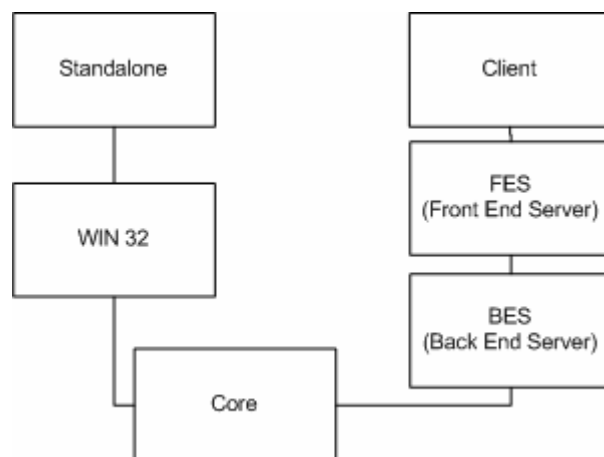 Standalone
Client
WIN 32
FES
(Front End Server)
BES
(Back End Server)
Core